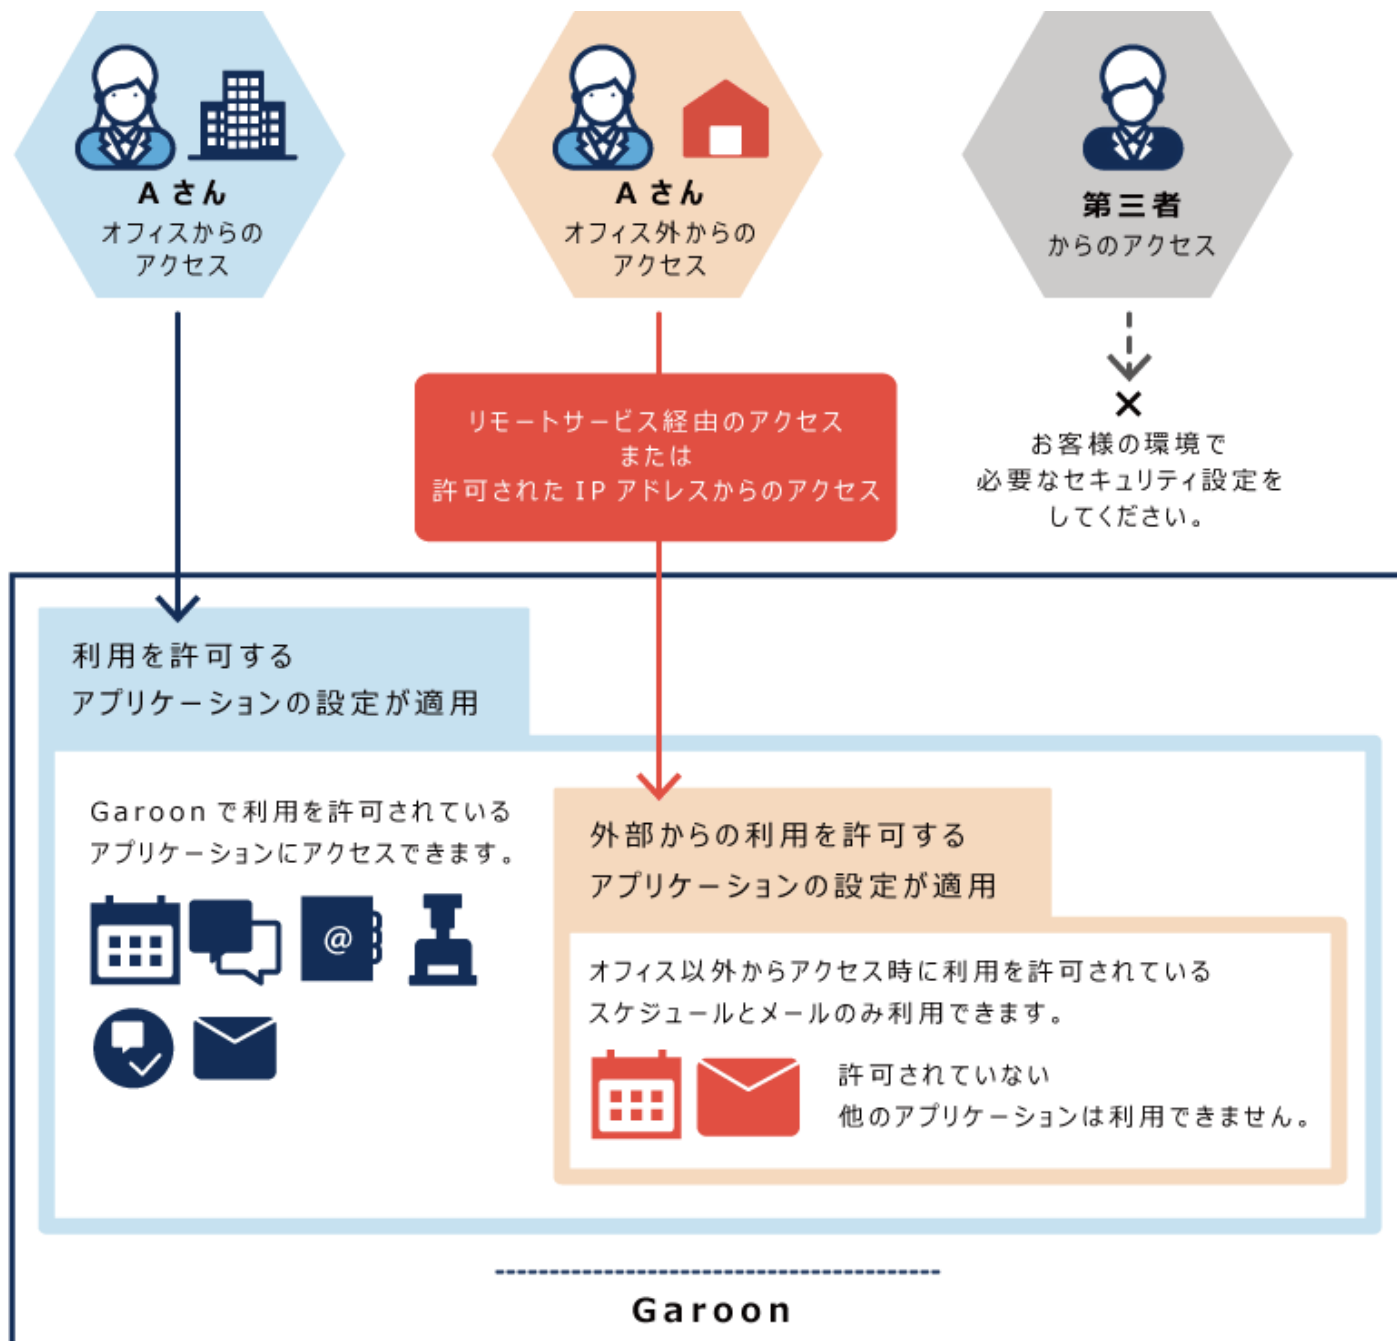 Aさん
オフィスからの
アクセス
Aさん
オフィス外からの
アクセス
第三者
からのアクセス
リモートサービス経由のアクセス
または
許可された IP アドレスからのアクセス
×
お客様の環境で
必要なセキュリティ設定を
してください。
利用を許可する
アプリケーションの設定が適用
Garoon で利用を許可されている
アプリケーションにアクセスできます。
@
外部からの利用を許可する
アプリケーションの設定が適用
オフィス以外からアクセス時に利用を許可されている
スケジュールとメールのみ利用できます。
許可されていない
他のアプリケーションは利用できません。
Garoon